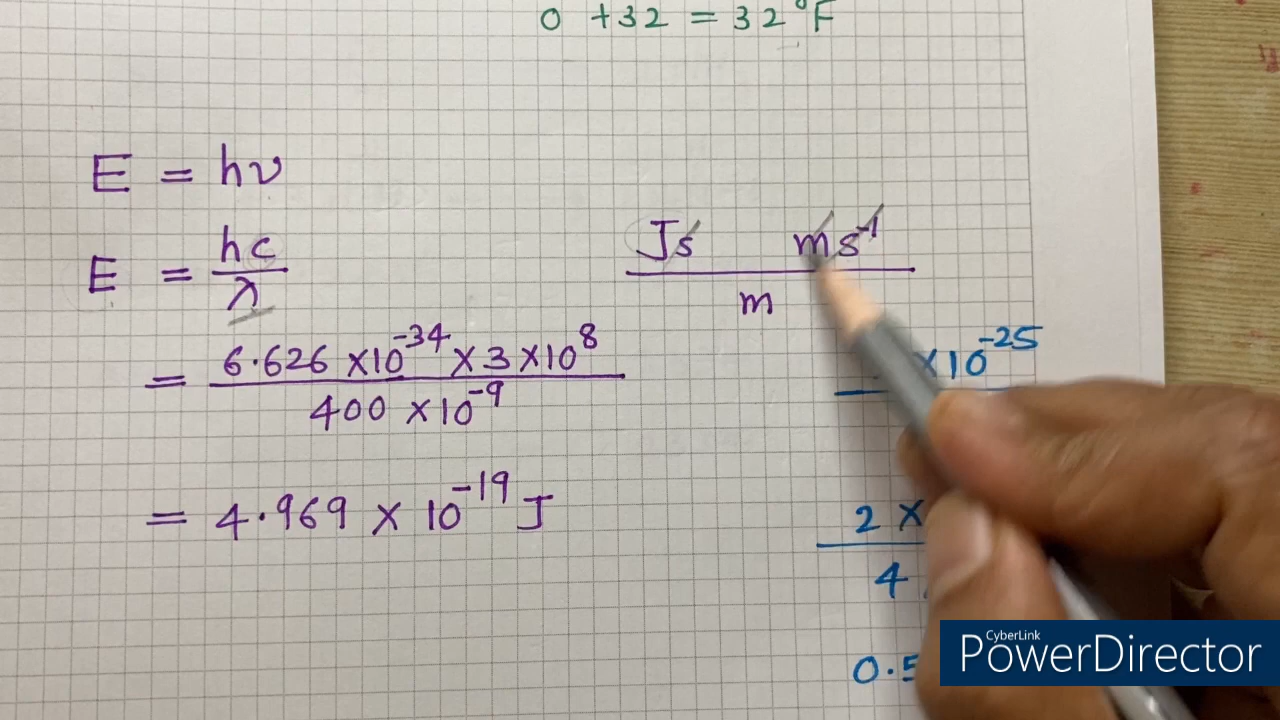 0 + 32 = 32°F
E = hν
E = hc/λ
Js ms⁻¹
m
= 6.626 ×10⁻³⁴ × 3 × 10⁸
400 × 10⁻⁹
×10⁻²⁵
= 4.969 × 10⁻¹⁹ J
2 ×
4
0.5
CyberLink
PowerDirector